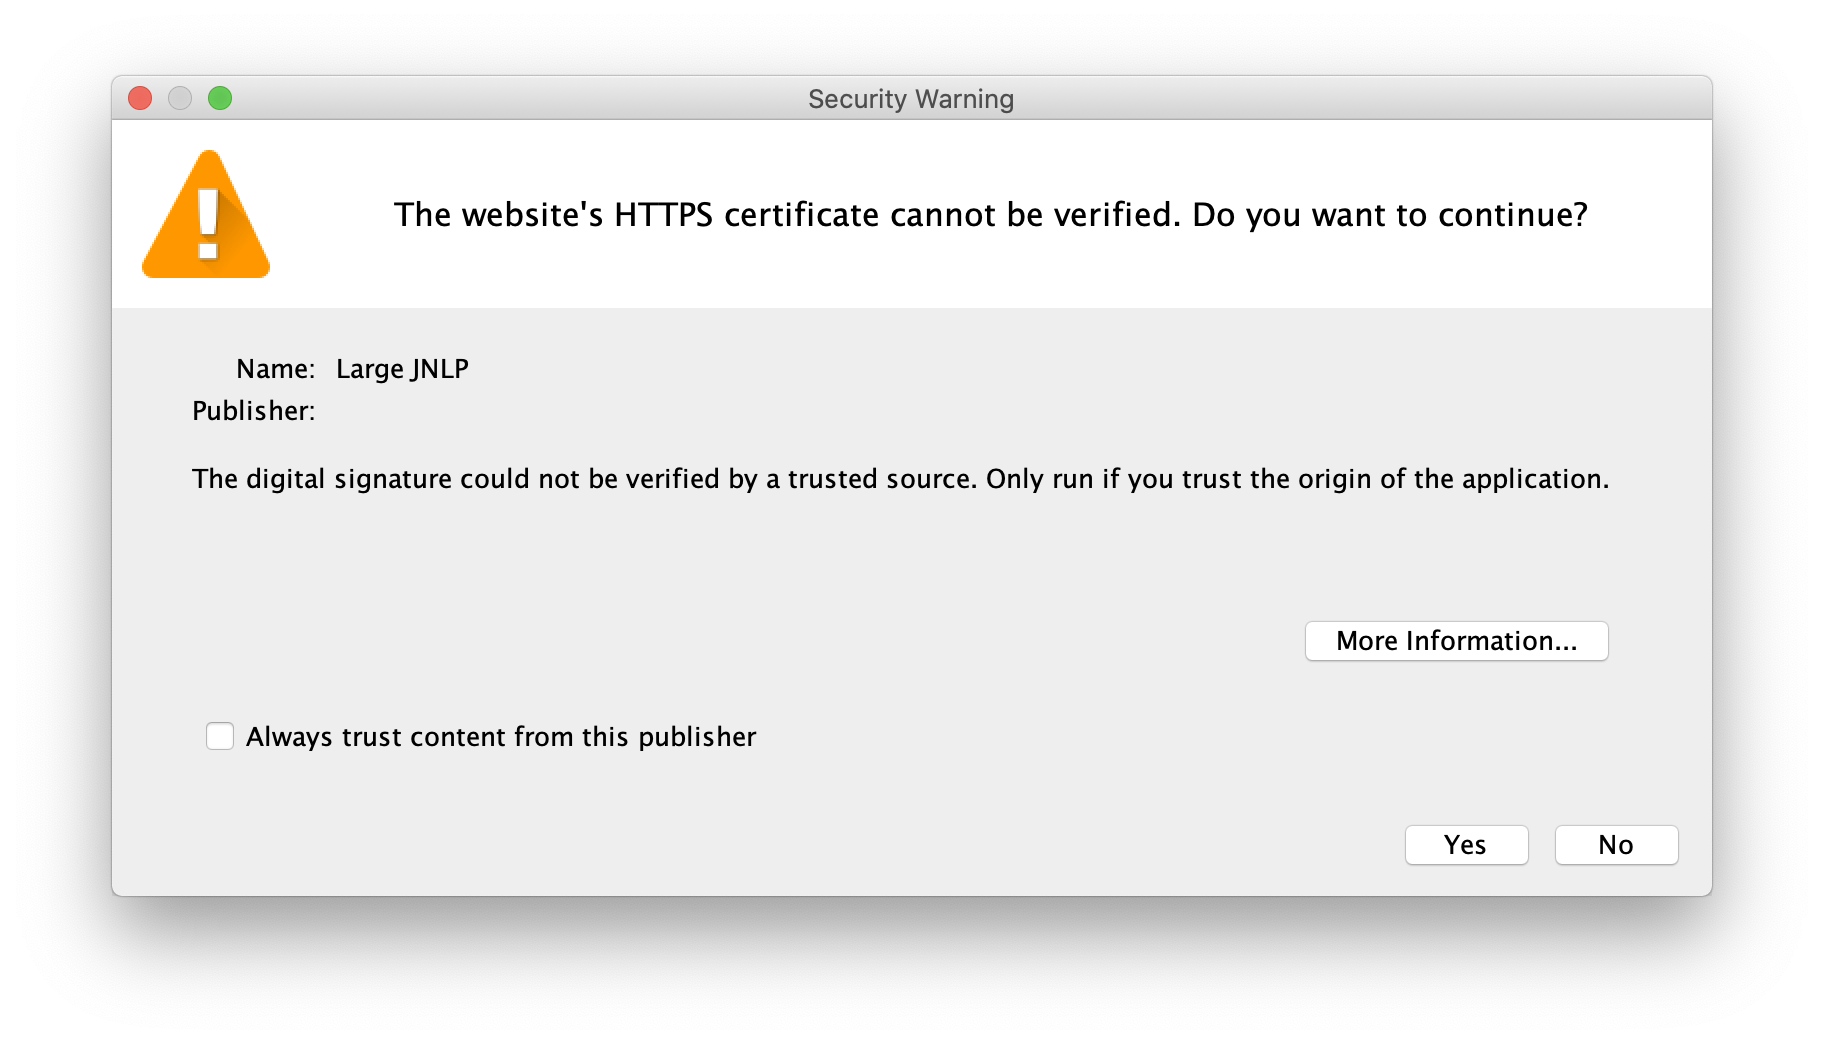 Security Warning
The website's HTTPS certificate cannot be verified. Do you want to continue?
Name: Large JNLP
Publisher:
The digital signature could not be verified by a trusted source. Only run if you trust the origin of the application.
More Information...
Always trust content from this publisher
Yes No